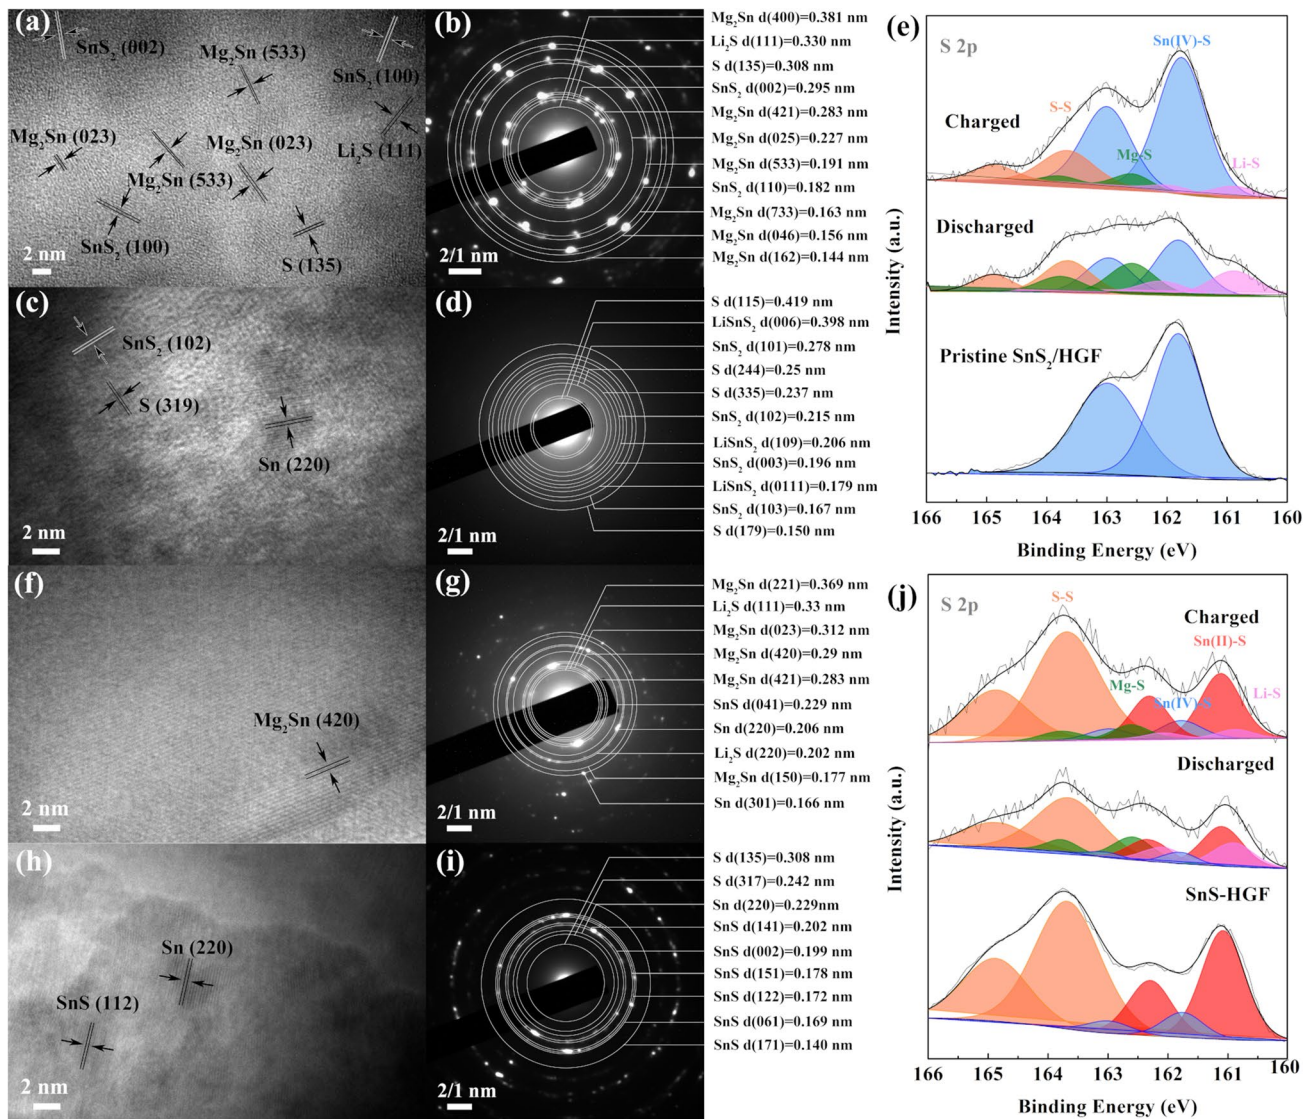 (a)
SnS₂ (002)
Mg₂Sn (533)
SnS₂ (100)
Mg₂Sn (023)
Mg₂Sn (023)
Li₂S (111)
Mg₂Sn (533)
SnS₂ (100)
S (135)
2 nm
(b)
2/1 nm
Mg₂Sn d(400)=0.381 nm
Li₂S d(111)=0.330 nm
S d(135)=0.308 nm
SnS₂ d(002)=0.295 nm
Mg₂Sn d(421)=0.283 nm
Mg₂Sn d(025)=0.227 nm
Mg₂Sn d(533)=0.191 nm
SnS₂ d(110)=0.182 nm
Mg₂Sn d(733)=0.163 nm
Mg₂Sn d(046)=0.156 nm
Mg₂Sn d(162)=0.144 nm
(c)
SnS₂ (102)
S (319)
Sn (220)
2 nm
(d)
2/1 nm
S d(115)=0.419 nm
LiSnS₂ d(006)=0.398 nm
SnS₂ d(101)=0.278 nm
S d(244)=0.25 nm
S d(335)=0.237 nm
SnS₂ d(102)=0.215 nm
LiSnS₂ d(109)=0.206 nm
SnS₂ d(003)=0.196 nm
LiSnS₂ d(0111)=0.179 nm
SnS₂ d(103)=0.167 nm
S d(179)=0.150 nm
(e)
S 2p
Sn(IV)-S
S-S
Charged
Mg-S
Li-S
Discharged
Pristine SnS₂/HGF
Intensity (a.u.)
166 165 164 163 162 161 160
Binding Energy (eV)
(f)
Mg₂Sn (420)
2 nm
(g)
2/1 nm
Mg₂Sn d(221)=0.369 nm
Li₂S d(111)=0.33 nm
Mg₂Sn d(023)=0.312 nm
Mg₂Sn d(420)=0.29 nm
Mg₂Sn d(421)=0.283 nm
SnS d(041)=0.229 nm
Sn d(220)=0.206 nm
Li₂S d(220)=0.202 nm
Mg₂Sn d(150)=0.177 nm
Sn d(301)=0.166 nm
(h)
Sn (220)
SnS (112)
2 nm
(i)
2/1 nm
S d(135)=0.308 nm
S d(317)=0.242 nm
Sn d(220)=0.229nm
SnS d(141)=0.202 nm
SnS d(002)=0.199 nm
SnS d(151)=0.178 nm
SnS d(122)=0.172 nm
SnS d(061)=0.169 nm
SnS d(171)=0.140 nm
(j)
S 2p
S-S
Charged
Sn(II)-S
Mg-S
Sn(IV)-S
Li-S
Discharged
SnS-HGF
Intensity (a.u.)
166 165 164 163 162 161 160
Binding Energy (eV)